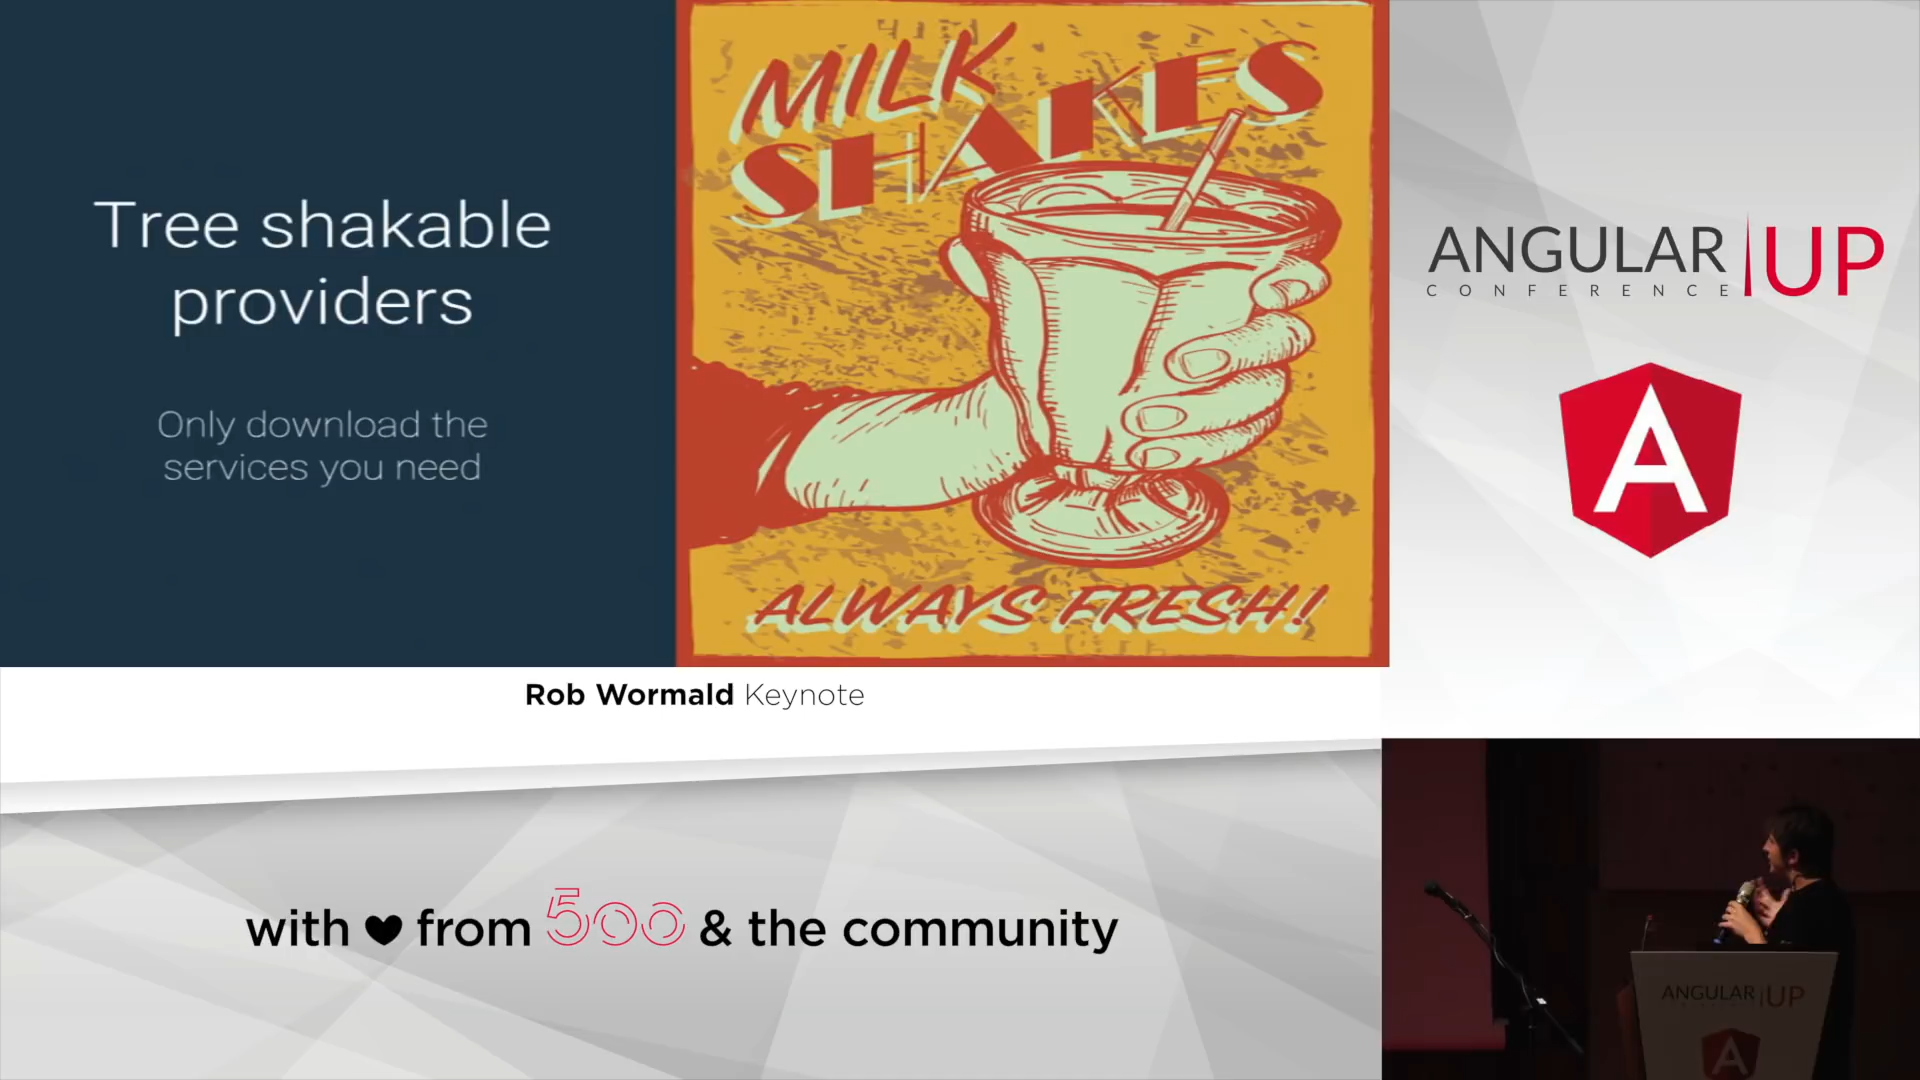 Tree shakable
providers
Only download the
services you need
MILK
SHAKES
ALWAYS FRESH!
ANGULAR UP
CONFERENCE
A
Rob Wormald Keynote
with ♥ from 500 & the community
ANGULAR UP
A